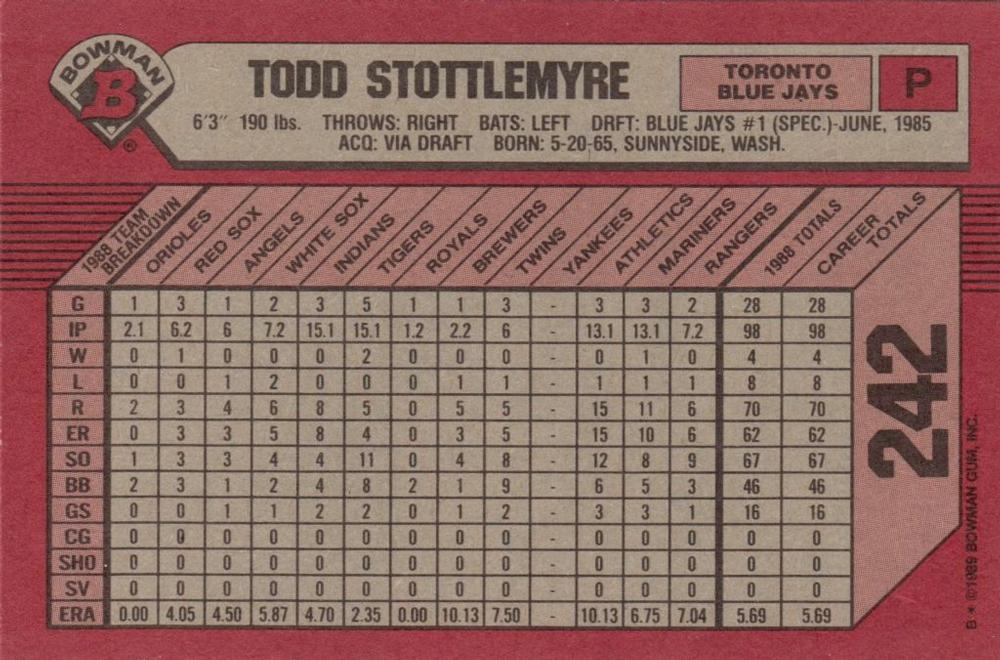 BOWMAN
B
®
TODD STOTTLEMYRE
TORONTO
BLUE JAYS
P
6'3" 190 lbs. THROWS: RIGHT BATS: LEFT DRFT: BLUE JAYS #1 (SPEC.)-JUNE, 1985
ACQ: VIA DRAFT BORN: 5-20-65, SUNNYSIDE, WASH.
1988 TEAM BREAKDOWN ORIOLES RED SOX ANGELS WHITE SOX INDIANS TIGERS ROYALS BREWERS TWINS YANKEES ATHLETICS MARINERS RANGERS 1988 TOTALS CAREER TOTALS
G 1 3 1 2 3 5 1 1 3 - 3 3 2 28 28
IP 2.1 6.2 6 7.2 15.1 15.1 1.2 2.2 6 - 13.1 13.1 7.2 98 98
W 0 1 0 0 0 2 0 0 0 - 0 1 0 4 4
L 0 0 1 2 0 0 0 1 1 - 1 1 1 8 8
R 2 3 4 6 8 5 0 5 5 - 15 11 6 70 70
ER 0 3 3 5 8 4 0 3 5 - 15 10 6 62 62
SO 1 3 3 4 4 11 0 4 8 - 12 8 9 67 67
BB 2 3 1 2 4 8 2 1 9 - 6 5 3 46 46
GS 0 0 1 1 2 2 0 1 2 - 3 3 1 16 16
CG 0 0 0 0 0 0 0 0 0 - 0 0 0 0 0
SHO 0 0 0 0 0 0 0 0 0 - 0 0 0 0 0
SV 0 0 0 0 0 0 0 0 0 - 0 0 0 0 0
ERA 0.00 4.05 4.50 5.87 4.70 2.35 0.00 10.13 7.50 - 10.13 6.75 7.04 5.69 5.69
242
B * ©1989 BOWMAN GUM, INC.